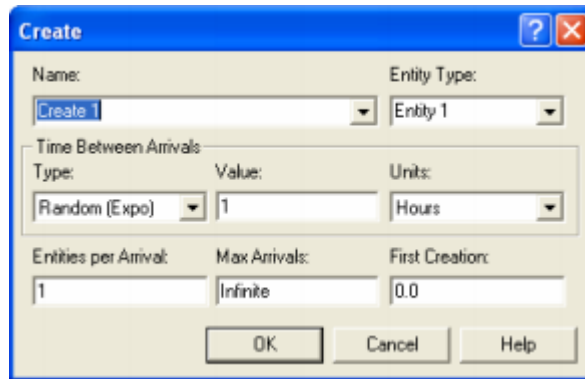 Create
Name: Entity Type:
Create 1 Entity 1
Time Between Arrivals
Type: Value: Units:
Random (Expo) 1 Hours
Entities per Arrival: Max Arrivals: First Creation:
1 Infinite 0.0
OK Cancel Help